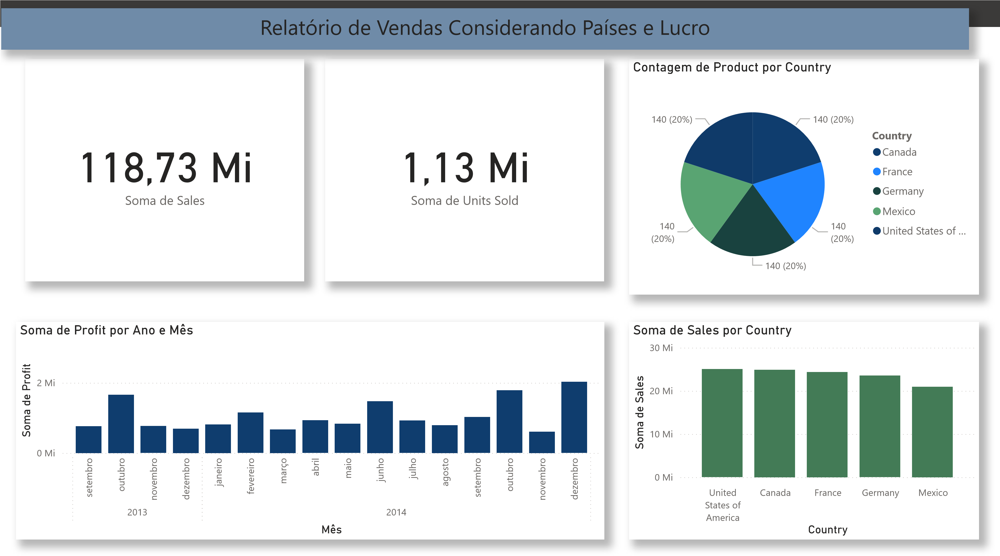 Relatório de Vendas Considerando Países e Lucro
118,73 Mi
Soma de Sales
1,13 Mi
Soma de Units Sold
Contagem de Product por Country
140 (20%)
140 (20%)
140
(20%)
140
(20%)
140 (20%)
Country
Canada
France
Germany
Mexico
United States of ...
Soma de Profit por Ano e Mês
Soma de Profit
2 Mi
0 Mi
setembro
outubro
novembro
dezembro
janeiro
fevereiro
março
abril
maio
junho
julho
agosto
setembro
outubro
novembro
dezembro
2013
2014
Mês
Soma de Sales por Country
Soma de Sales
30 Mi
20 Mi
10 Mi
0 Mi
United
States of
America
Canada
France
Germany
Mexico
Country